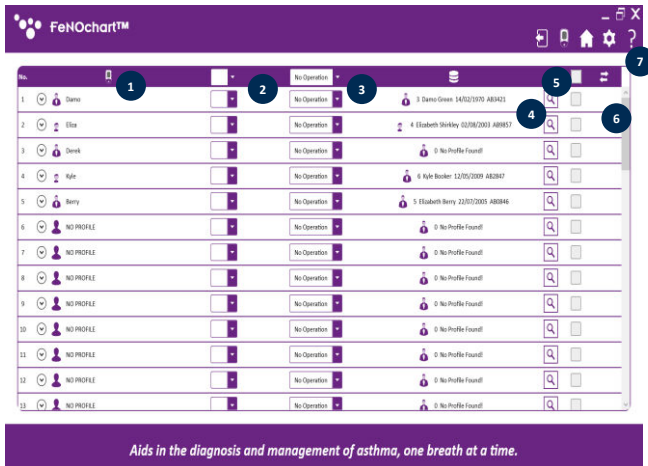 FeNOchart™
?
7
No. No Operation
1 2 3 5
1 Damo No Operation 3 Damo Green 14/02/1970 AB3421
4 6
2 Eliza No Operation 4 Elizabeth Shirkley 02/08/2003 AB9857
3 Derek No Operation 0 No Profile Found!
4 Kyle No Operation 6 Kyle Booker 12/05/2009 AB2847
5 Berry No Operation 5 Elizabeth Berry 22/07/2005 AB0846
6 NO PROFILE No Operation 0 No Profile Found!
7 NO PROFILE No Operation 0 No Profile Found!
8 NO PROFILE No Operation 0 No Profile Found!
9 NO PROFILE No Operation 0 No Profile Found!
10 NO PROFILE No Operation 0 No Profile Found!
11 NO PROFILE No Operation 0 No Profile Found!
12 NO PROFILE No Operation 0 No Profile Found!
13 NO PROFILE No Operation 0 No Profile Found!
Aids in the diagnosis and management of asthma, one breath at a time.